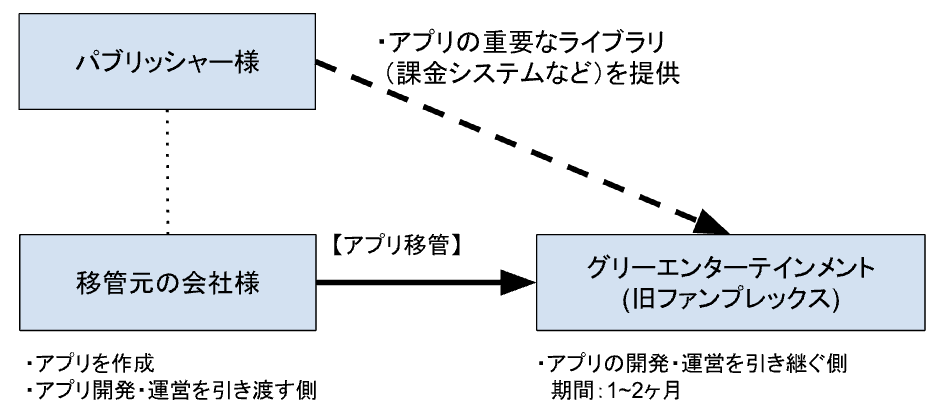 パブリッシャー様
・アプリの重要なライブラリ
（課金システムなど）を提供
【アプリ移管】
移管元の会社様
グリーエンターテインメント
(旧ファンプレックス)
・アプリを作成
・アプリ開発・運営を引き渡す側
・アプリの開発・運営を引き継ぐ側
期間：1~2ヶ月